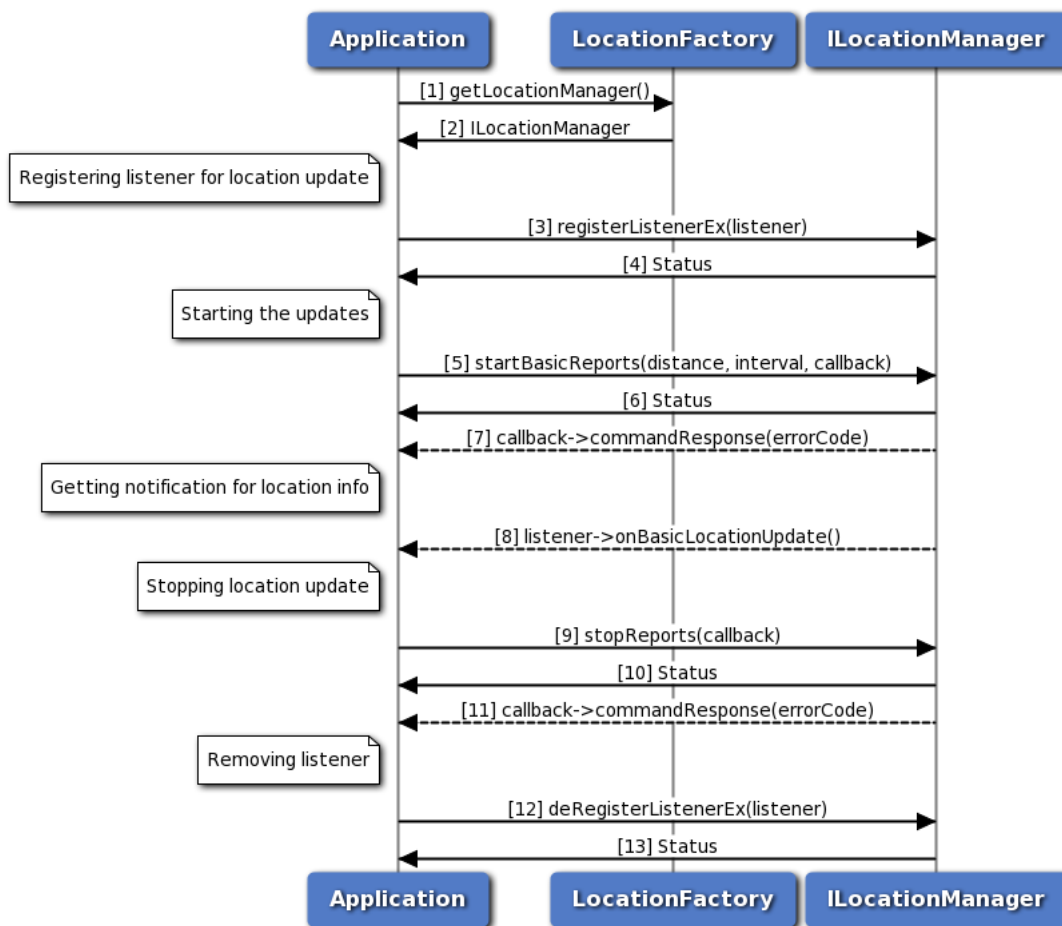 Application
LocationFactory
ILocationManager
[1] getLocationManager()
[2] ILocationManager
Registering listener for location update
[3] registerListenerEx(listener)
[4] Status
Starting the updates
[5] startBasicReports(distance, interval, callback)
[6] Status
[7] callback->commandResponse(errorCode)
Getting notification for location info
[8] listener->onBasicLocationUpdate()
Stopping location update
[9] stopReports(callback)
[10] Status
[11] callback->commandResponse(errorCode)
Removing listener
[12] deRegisterListenerEx(listener)
[13] Status
Application
LocationFactory
ILocationManager